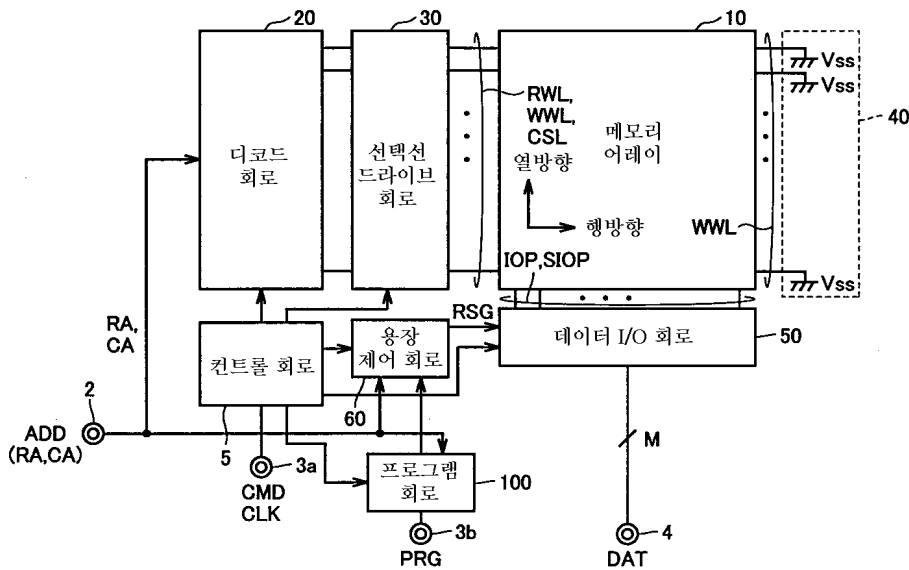 20
30
10
Vss
Vss
40
RWL,
WWL,
CSL
디코드
회로
선택선
드라이브
회로
메모리
어레이
열방향
행방향
WWL
IOP,SIOP
Vss
RA,
CA
RSG
컨트롤 회로
용장
제어 회로
데이터 I/O 회로
50
2
60
ADD
(RA,CA)
5
3a
M
CMD
CLK
프로그램
회로
100
3b
4
PRG
DAT